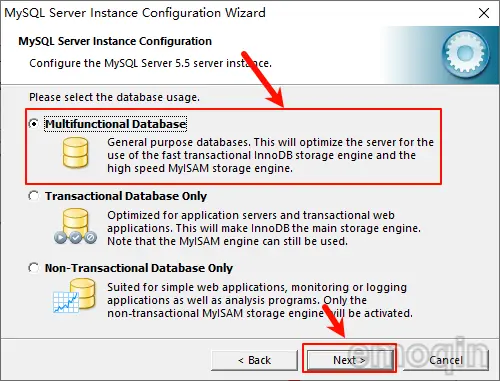 MySQL Server Instance Configuration Wizard
MySQL Server Instance Configuration
Configure the MySQL Server 5.5 server instance.
Please select the database usage.
Multifunctional Database
General purpose databases. This will optimize the server for the
use of the fast transactional InnoDB storage engine and the
high speed MyISAM storage engine.
Transactional Database Only
Optimized for application servers and transactional web
applications. This will make InnoDB the main storage engine.
Note that the MyISAM engine can still be used.
Non-Transactional Database Only
Suited for simple web applications, monitoring or logging
applications as well as analysis programs. Only the
non-transactional MyISAM storage engine will be activated.
< Back
Next >
Cancel
emoqin